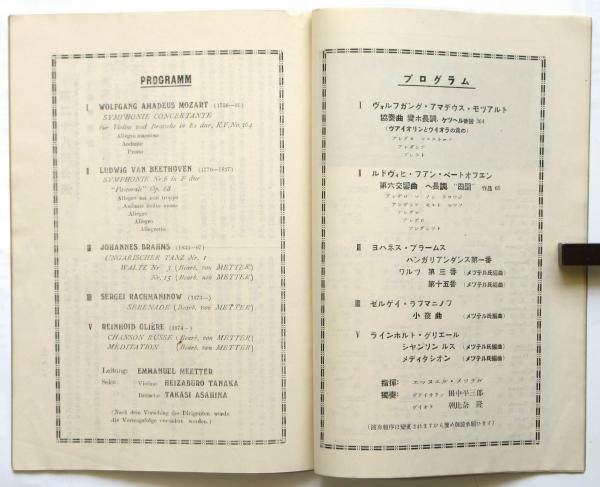 PROGRAMM
I WOLFGANG AMADEUS MOZART (1756—91)
SYMPHONIE CONCERTANTE
für Violine und Bratsche in Es dur, K.V.Nr.364
Allegro maestoso
Andante
Presto
II LUDWIG VAN BEETHOVEN (1770—1827)
SYMPHONIE Nr.6 in F dur
"Pastorale" Op. 68
Allegro ma non troppo
Andante molto mosso
Allegro
Allegro
Allegretto
III JOHANNES BRAHMS (1833—97)
UNGARISCHER TANZ Nr. 1
WALTZ Nr. 3 (Bearb. von METTER)
Nr. 15 (Bearb. von METTER)
IIII SERGEI RACHMANINOW (1873—)
SERENADE (Bearb. von METTER)
V REINHOLD GLIÈRE (1874—)
CHANSON RUSSE (Bearb. von METTER)
MEDITATION (Bearb. von METTER)
Leitung: EMMANUEL MEETTER
Solo: Violine HEIZABURO TANAKA
Bratsche TAKASI ASAHINA
(Nach dem Vorschlag des Dirigenten wurde
die Vortragsfolge verändert werden.)
プログラム
I ヴォルフガング・アマデウス・モツアルト
協奏曲 變ホ長調 ケツヘル番號 364
(ヴアイオリンとヴイオラの爲の)
アレグロ マエストーソ
アンダンテ
プレスト
II ルドヴィヒ・フアン・ベートオフエン
第六交響曲 ヘ長調 "田園" 作品 68
アレグロ マ ノン トロツポ
アンダンテ モルト モツソ
アレグロ
アレグロ
アレグレツト
III ヨハネス・ブラームス
ハンガリアンダンス第一番
ワルツ 第三番 (メツテル氏編曲)
第十五番 (メツテル氏編曲)
IIII ゼルゲイ・ラフマニノフ
小夜曲 (メツテル氏編曲)
V ラインホルト・グリエール
シヤンソン ルス (メツテル氏編曲)
メデイタシオン (メツテル氏編曲)
指揮: エマヌエル・メツテル
獨奏: ヴアイオリン 田中平三郎
ヴイオラ 朝比奈 隆